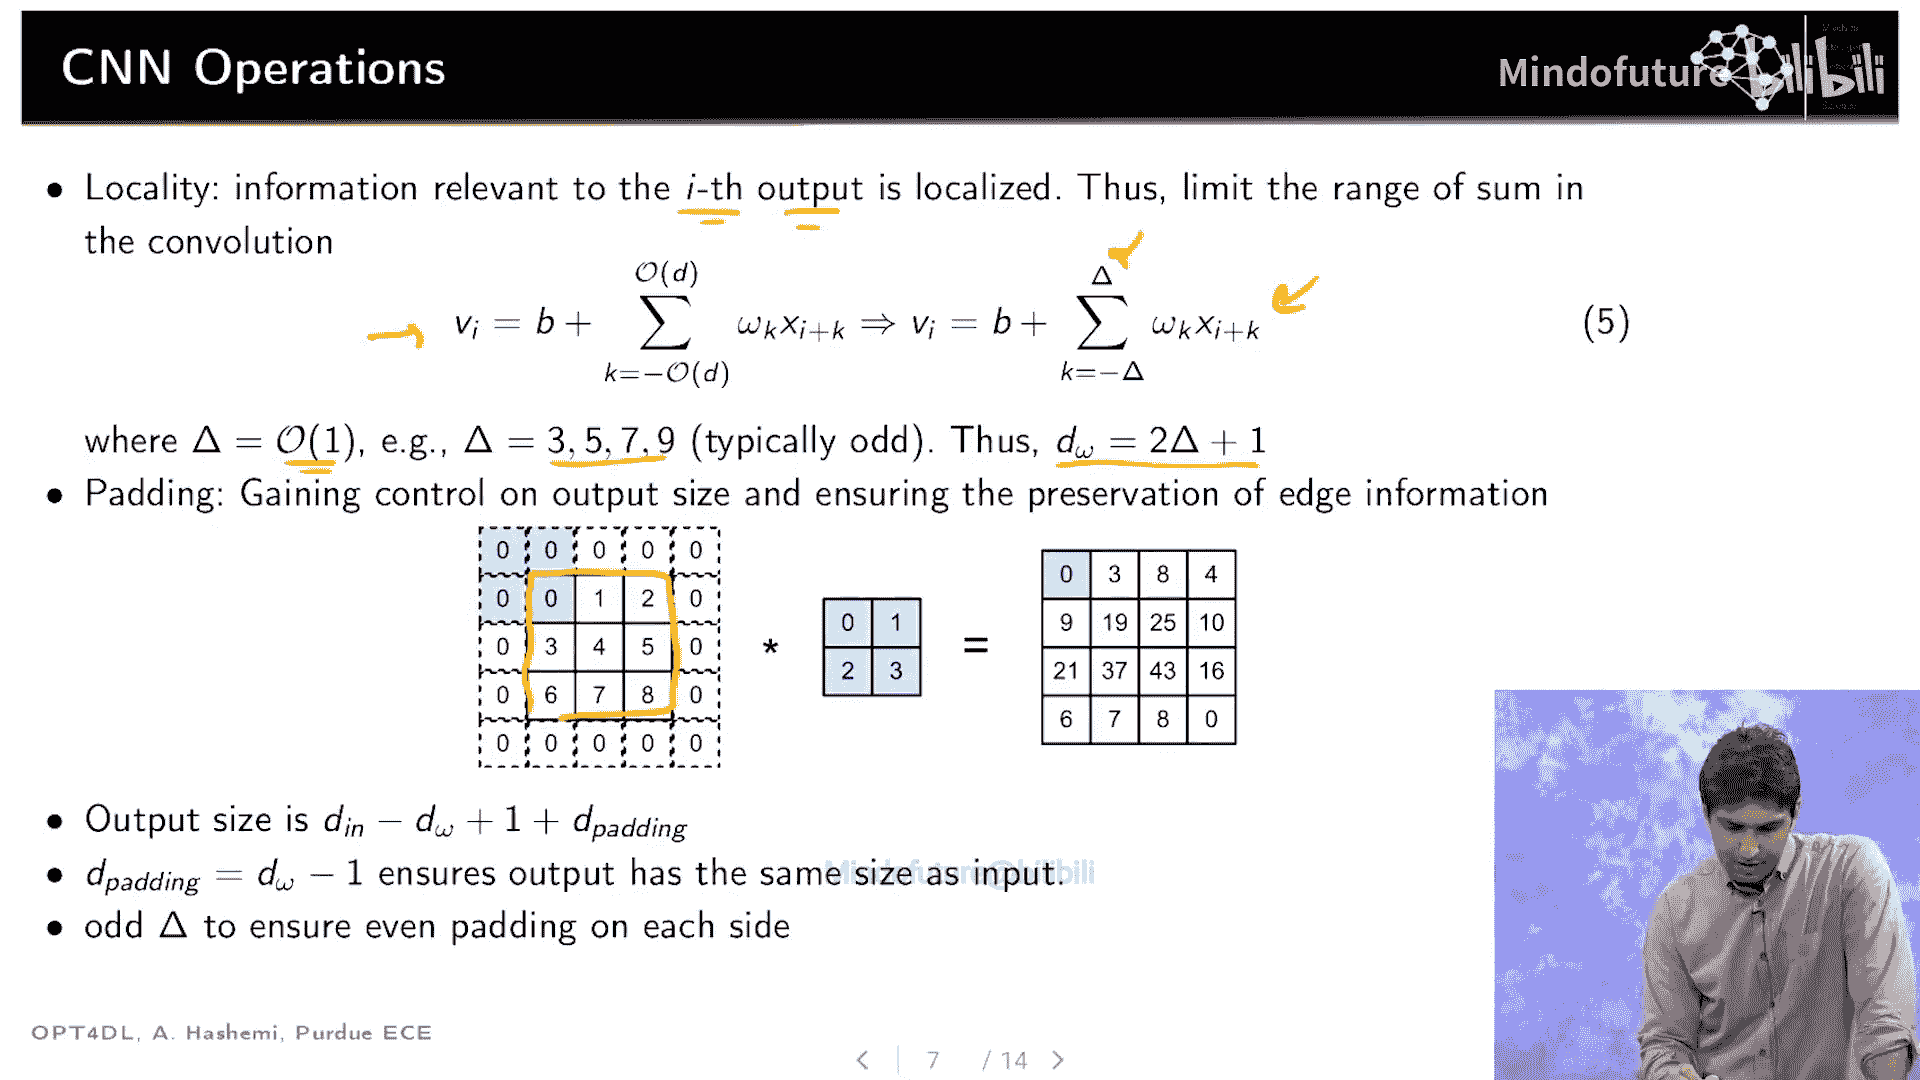 CNN Operations
Mindofuture bilibili
• Locality: information relevant to the i-th output is localized. Thus, limit the range of sum in
the convolution
v_i = b + ∑_{k=−𝒪(d)}^{𝒪(d)} ω_k x_{i+k} ⇒ v_i = b + ∑_{k=−Δ}^{Δ} ω_k x_{i+k} (5)
where Δ = 𝒪(1), e.g., Δ = 3, 5, 7, 9 (typically odd). Thus, d_ω = 2Δ + 1
• Padding: Gaining control on output size and ensuring the preservation of edge information
0 0 0 0 0
0 0 1 2 0
0 3 4 5 0
0 6 7 8 0
0 0 0 0 0
*
0 1
2 3
=
0 3 8 4
9 19 25 10
21 37 43 16
6 7 8 0
• Output size is d_in − d_ω + 1 + d_padding
• d_padding = d_ω − 1 ensures output has the same size as input.
Mindofuture@bilibili
• odd Δ to ensure even padding on each side
OPT4DL, A. Hashemi, Purdue ECE
7 / 14